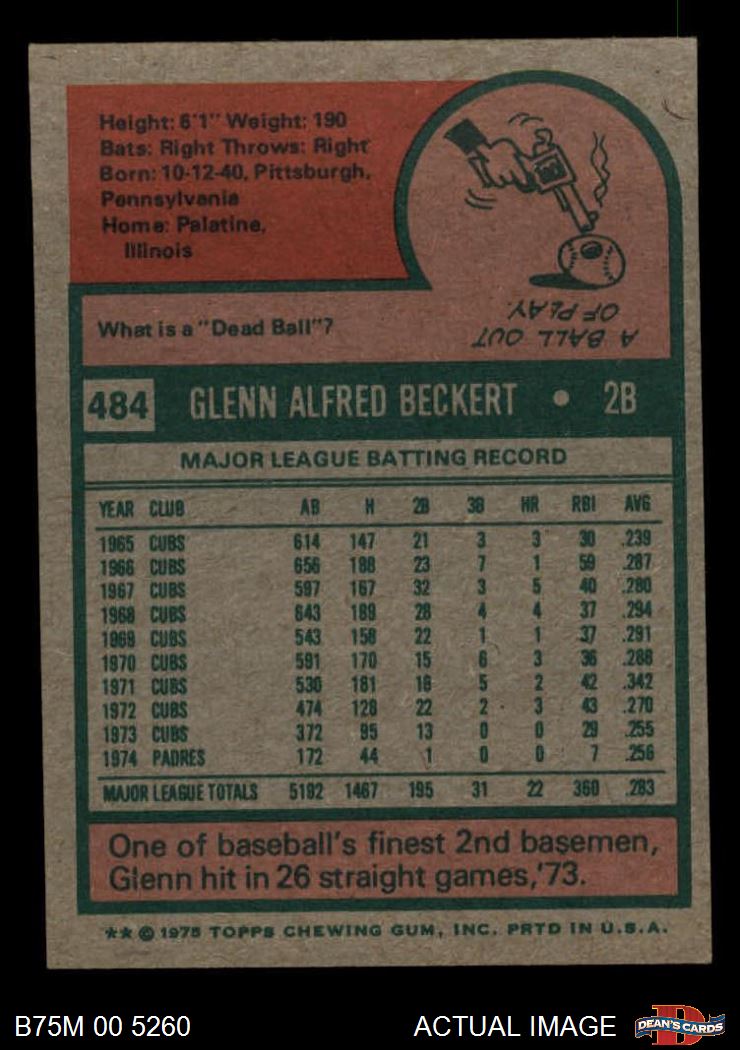 Height: 6'1" Weight: 190
Bats: Right Throws: Right
Born: 10-12-40, Pittsburgh,
Pennsylvania
Home: Palatine,
Illinois
What is a "Dead Ball"?
A BALL OUT
OF PLAY.
484 GLENN ALFRED BECKERT • 2B
MAJOR LEAGUE BATTING RECORD
YEAR CLUB AB H 2B 3B HR RBI AVG
1965 CUBS 614 147 21 3 3 30 .239
1966 CUBS 656 188 23 7 1 59 .287
1967 CUBS 597 167 32 3 5 40 .280
1968 CUBS 643 189 28 4 4 37 .294
1969 CUBS 543 158 22 1 1 37 .291
1970 CUBS 591 170 15 6 3 36 .288
1971 CUBS 530 181 18 5 2 42 .342
1972 CUBS 474 128 22 2 3 43 .270
1973 CUBS 372 95 13 0 0 29 .255
1974 PADRES 172 44 1 0 0 7 .256
MAJOR LEAGUE TOTALS 5192 1467 195 31 22 360 .283
One of baseball's finest 2nd basemen,
Glenn hit in 26 straight games,'73.
** © 1975 TOPPS CHEWING GUM, INC. PRTD IN U.S.A.
B75M 00 5260 ACTUAL IMAGE DEAN'S CARDS